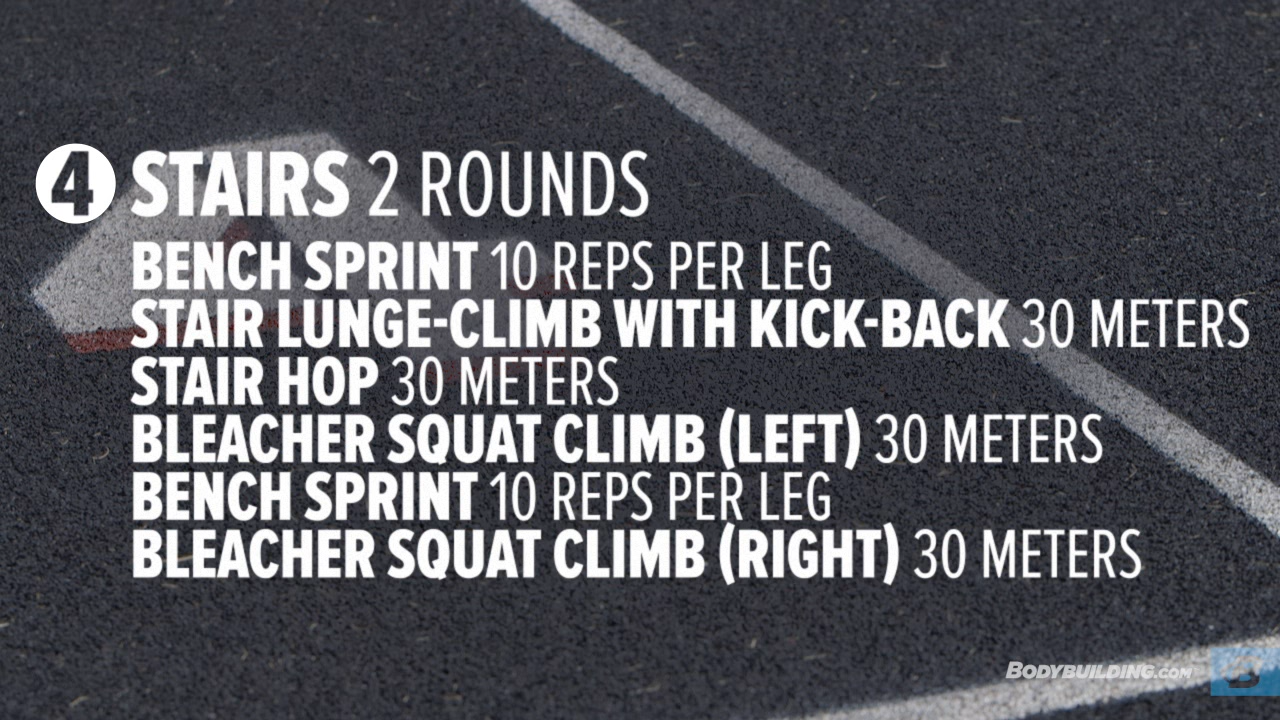 4 STAIRS 2 ROUNDS
BENCH SPRINT 10 REPS PER LEG
STAIR LUNGE-CLIMB WITH KICK-BACK 30 METERS
STAIR HOP 30 METERS
BLEACHER SQUAT CLIMB (LEFT) 30 METERS
BENCH SPRINT 10 REPS PER LEG
BLEACHER SQUAT CLIMB (RIGHT) 30 METERS
BODYBUILDING.COM B